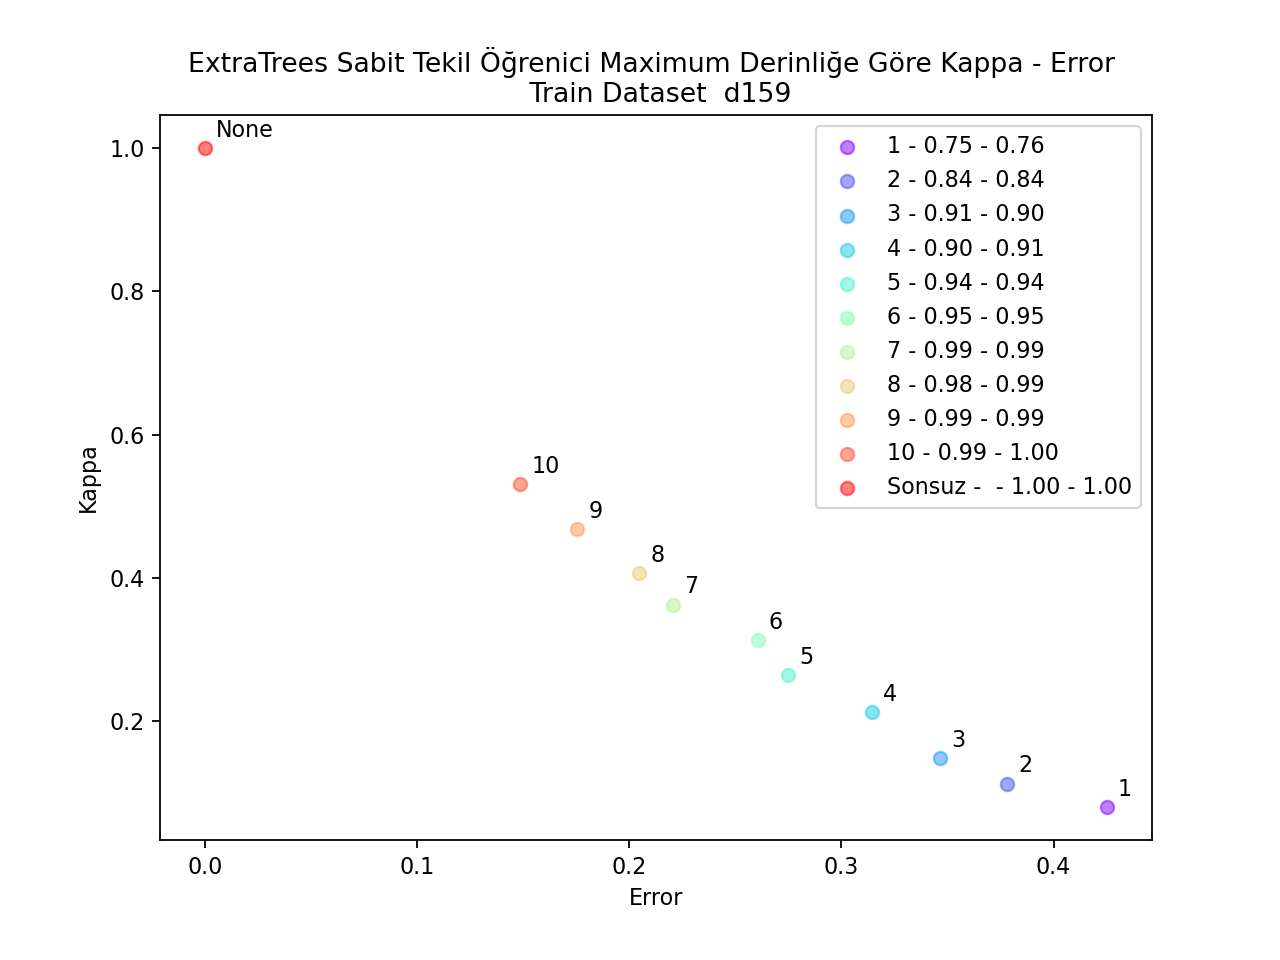 ExtraTrees Sabit Tekil Öğrenici Maximum Derinliğe Göre Kappa - Error
Train Dataset  d159
None
1 - 0.75 - 0.76
2 - 0.84 - 0.84
3 - 0.91 - 0.90
4 - 0.90 - 0.91
5 - 0.94 - 0.94
6 - 0.95 - 0.95
7 - 0.99 - 0.99
8 - 0.98 - 0.99
9 - 0.99 - 0.99
10 - 0.99 - 1.00
Sonsuz -  - 1.00 - 1.00
1.0
0.8
0.6
0.4
0.2
Kappa
10
9
8
7
6
5
4
3
2
1
0.0
0.1
0.2
0.3
0.4
Error